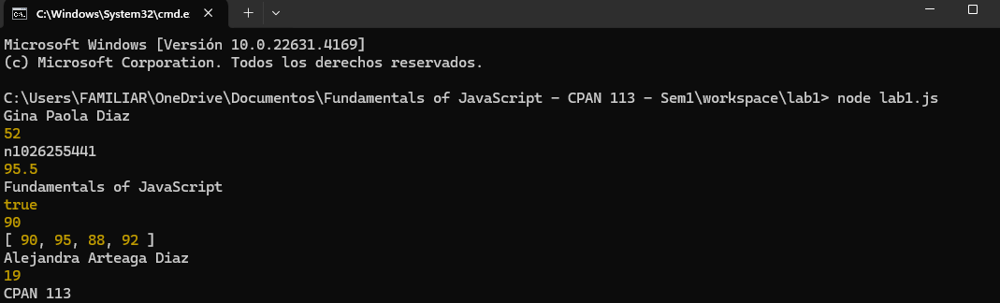 C:\Windows\System32\cmd.e
Microsoft Windows [Versión 10.0.22631.4169]
(c) Microsoft Corporation. Todos los derechos reservados.
C:\Users\FAMILIAR\OneDrive\Documentos\Fundamentals of JavaScript - CPAN 113 - Sem1\workspace\lab1> node lab1.js
Gina Paola Diaz
52
n1026255441
95.5
Fundamentals of JavaScript
true
90
[ 90, 95, 88, 92 ]
Alejandra Arteaga Diaz
19
CPAN 113